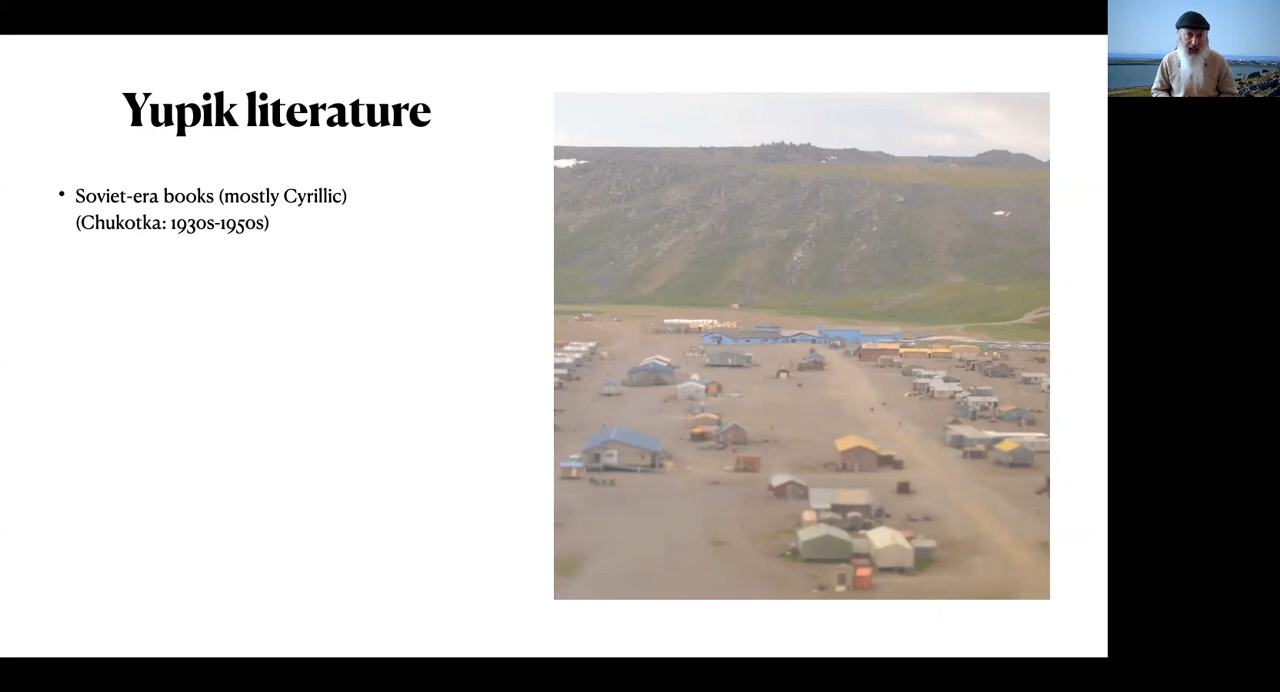 Yupik literature
• Soviet-era books (mostly Cyrillic)
(Chukotka: 1930s-1950s)